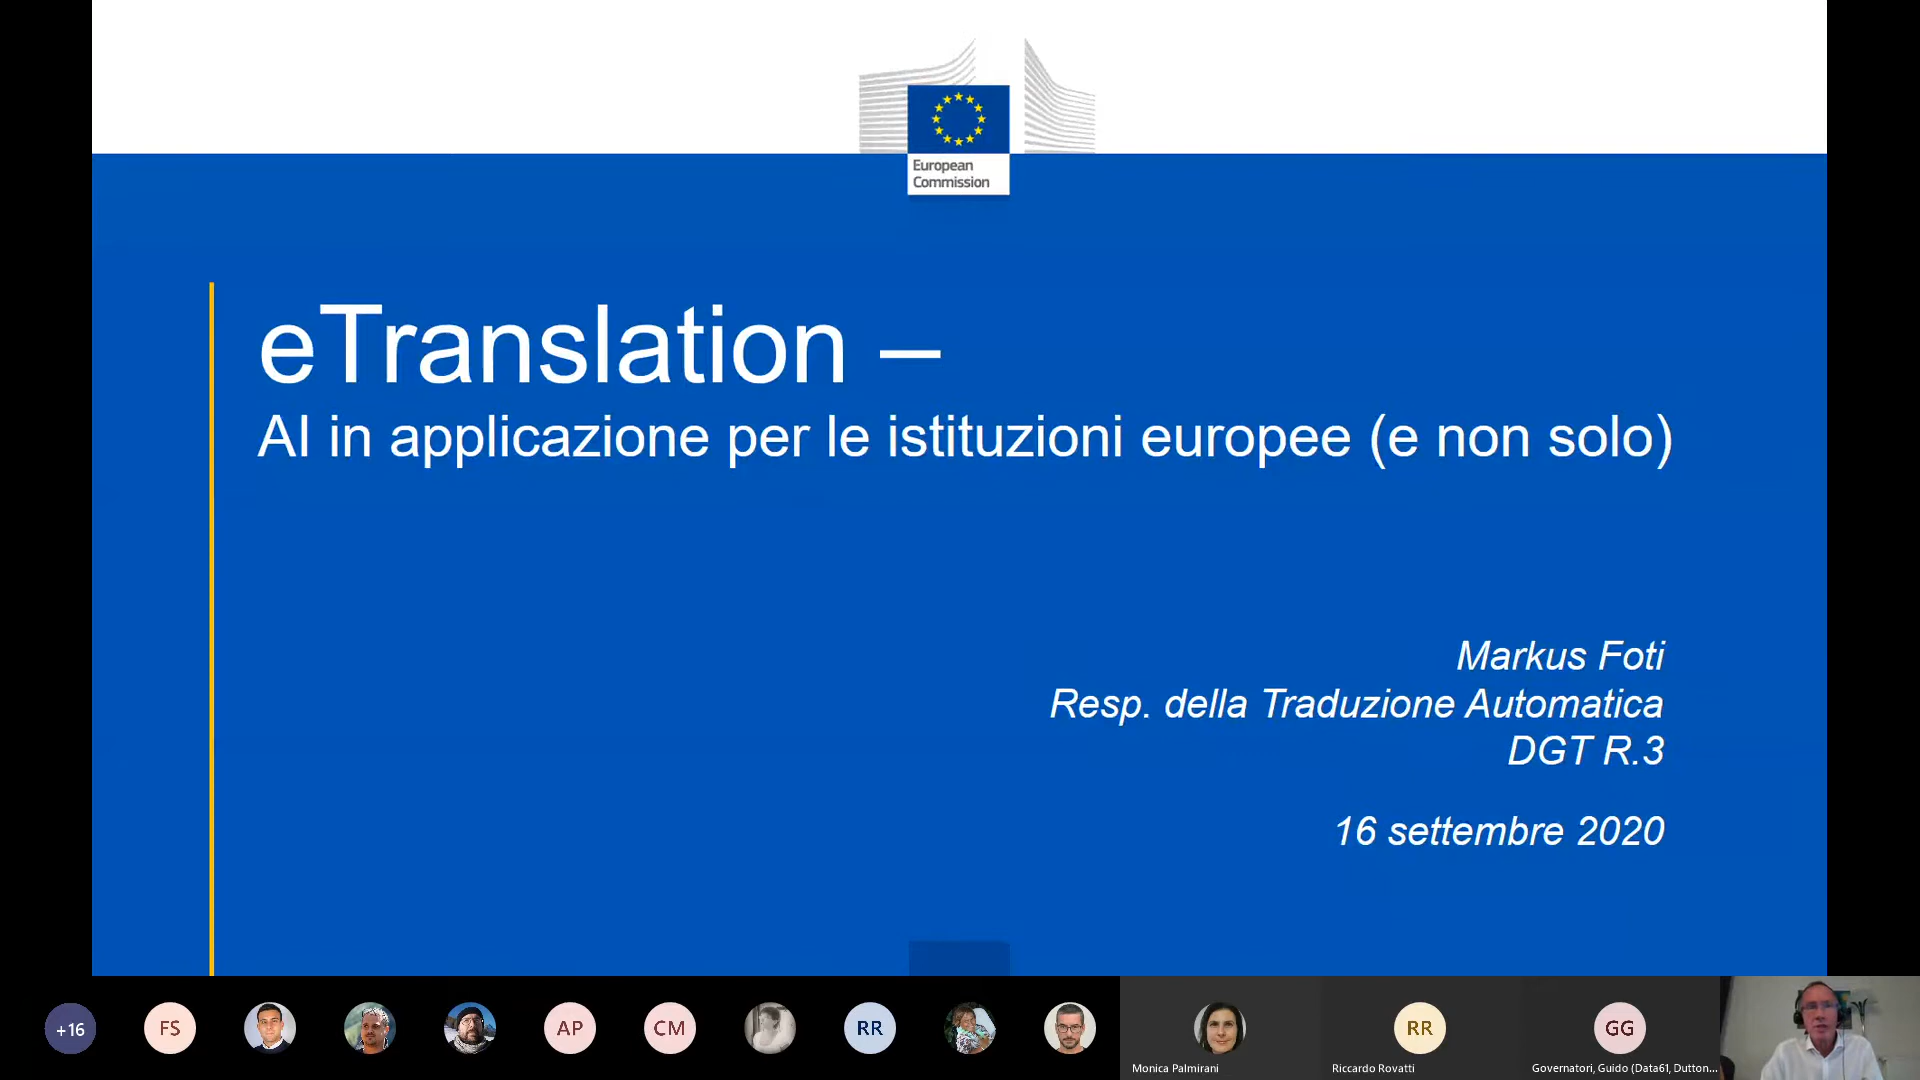 European
Commission
eTranslation –
AI in applicazione per le istituzioni europee (e non solo)
Markus Foti
Resp. della Traduzione Automatica
DGT R.3
16 settembre 2020
+16
FS
AP
CM
RR
RR
GG
Monica Palmirani
Riccardo Rovatti
Governatori, Guido (Data61, Dutton...